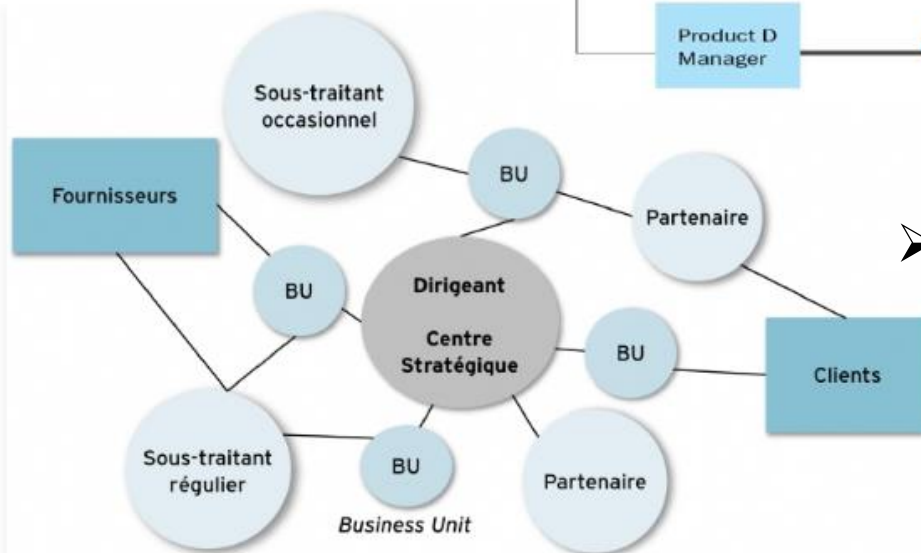 Product D
Manager
Sous-traitant
occasionnel
BU
Fournisseurs
Partenaire
BU
Dirigeant
Centre
Stratégique
BU
Clients
Sous-traitant
régulier
BU
Partenaire
Business Unit